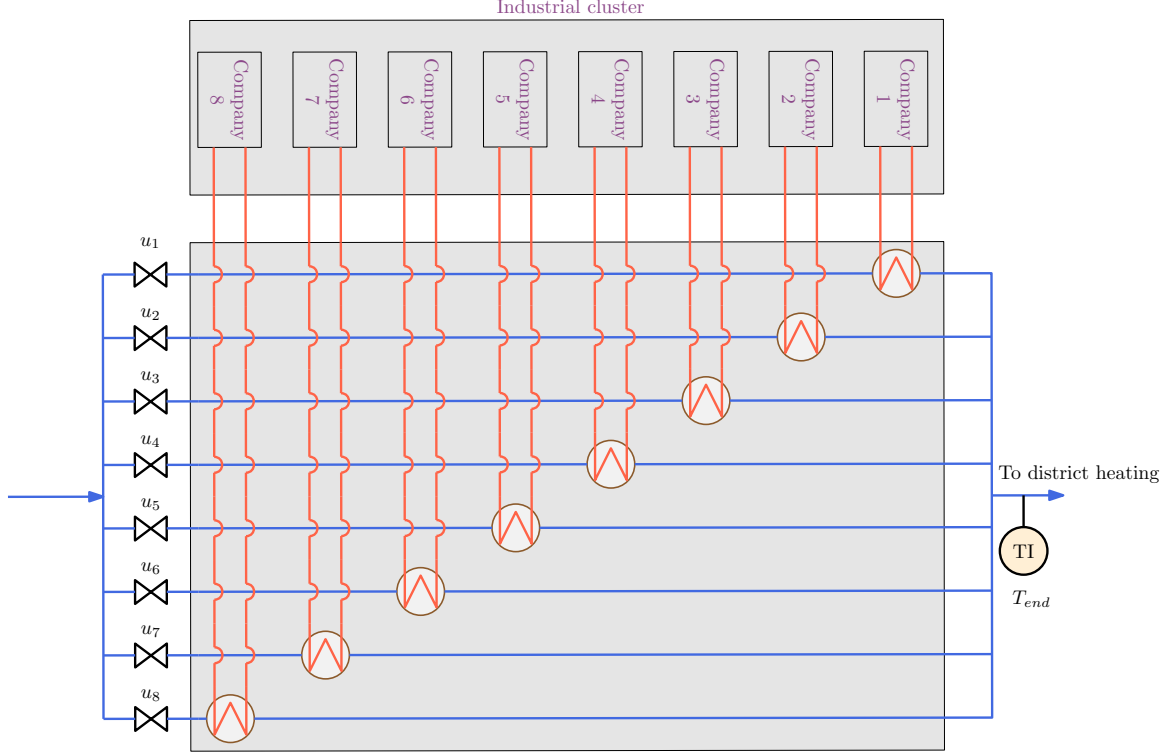 Industrial cluster
Company
8
Company
7
Company
6
Company
5
Company
4
Company
3
Company
2
Company
1
u1
u2
u3
u4
u5
u6
u7
u8
To district heating
TI
Tend